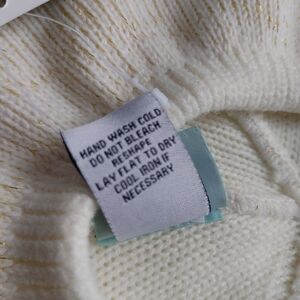 HAND WASH COLD
DO NOT BLEACH
RESHAPE
LAY FLAT TO DRY
COOL IRON IF
NECESSARY